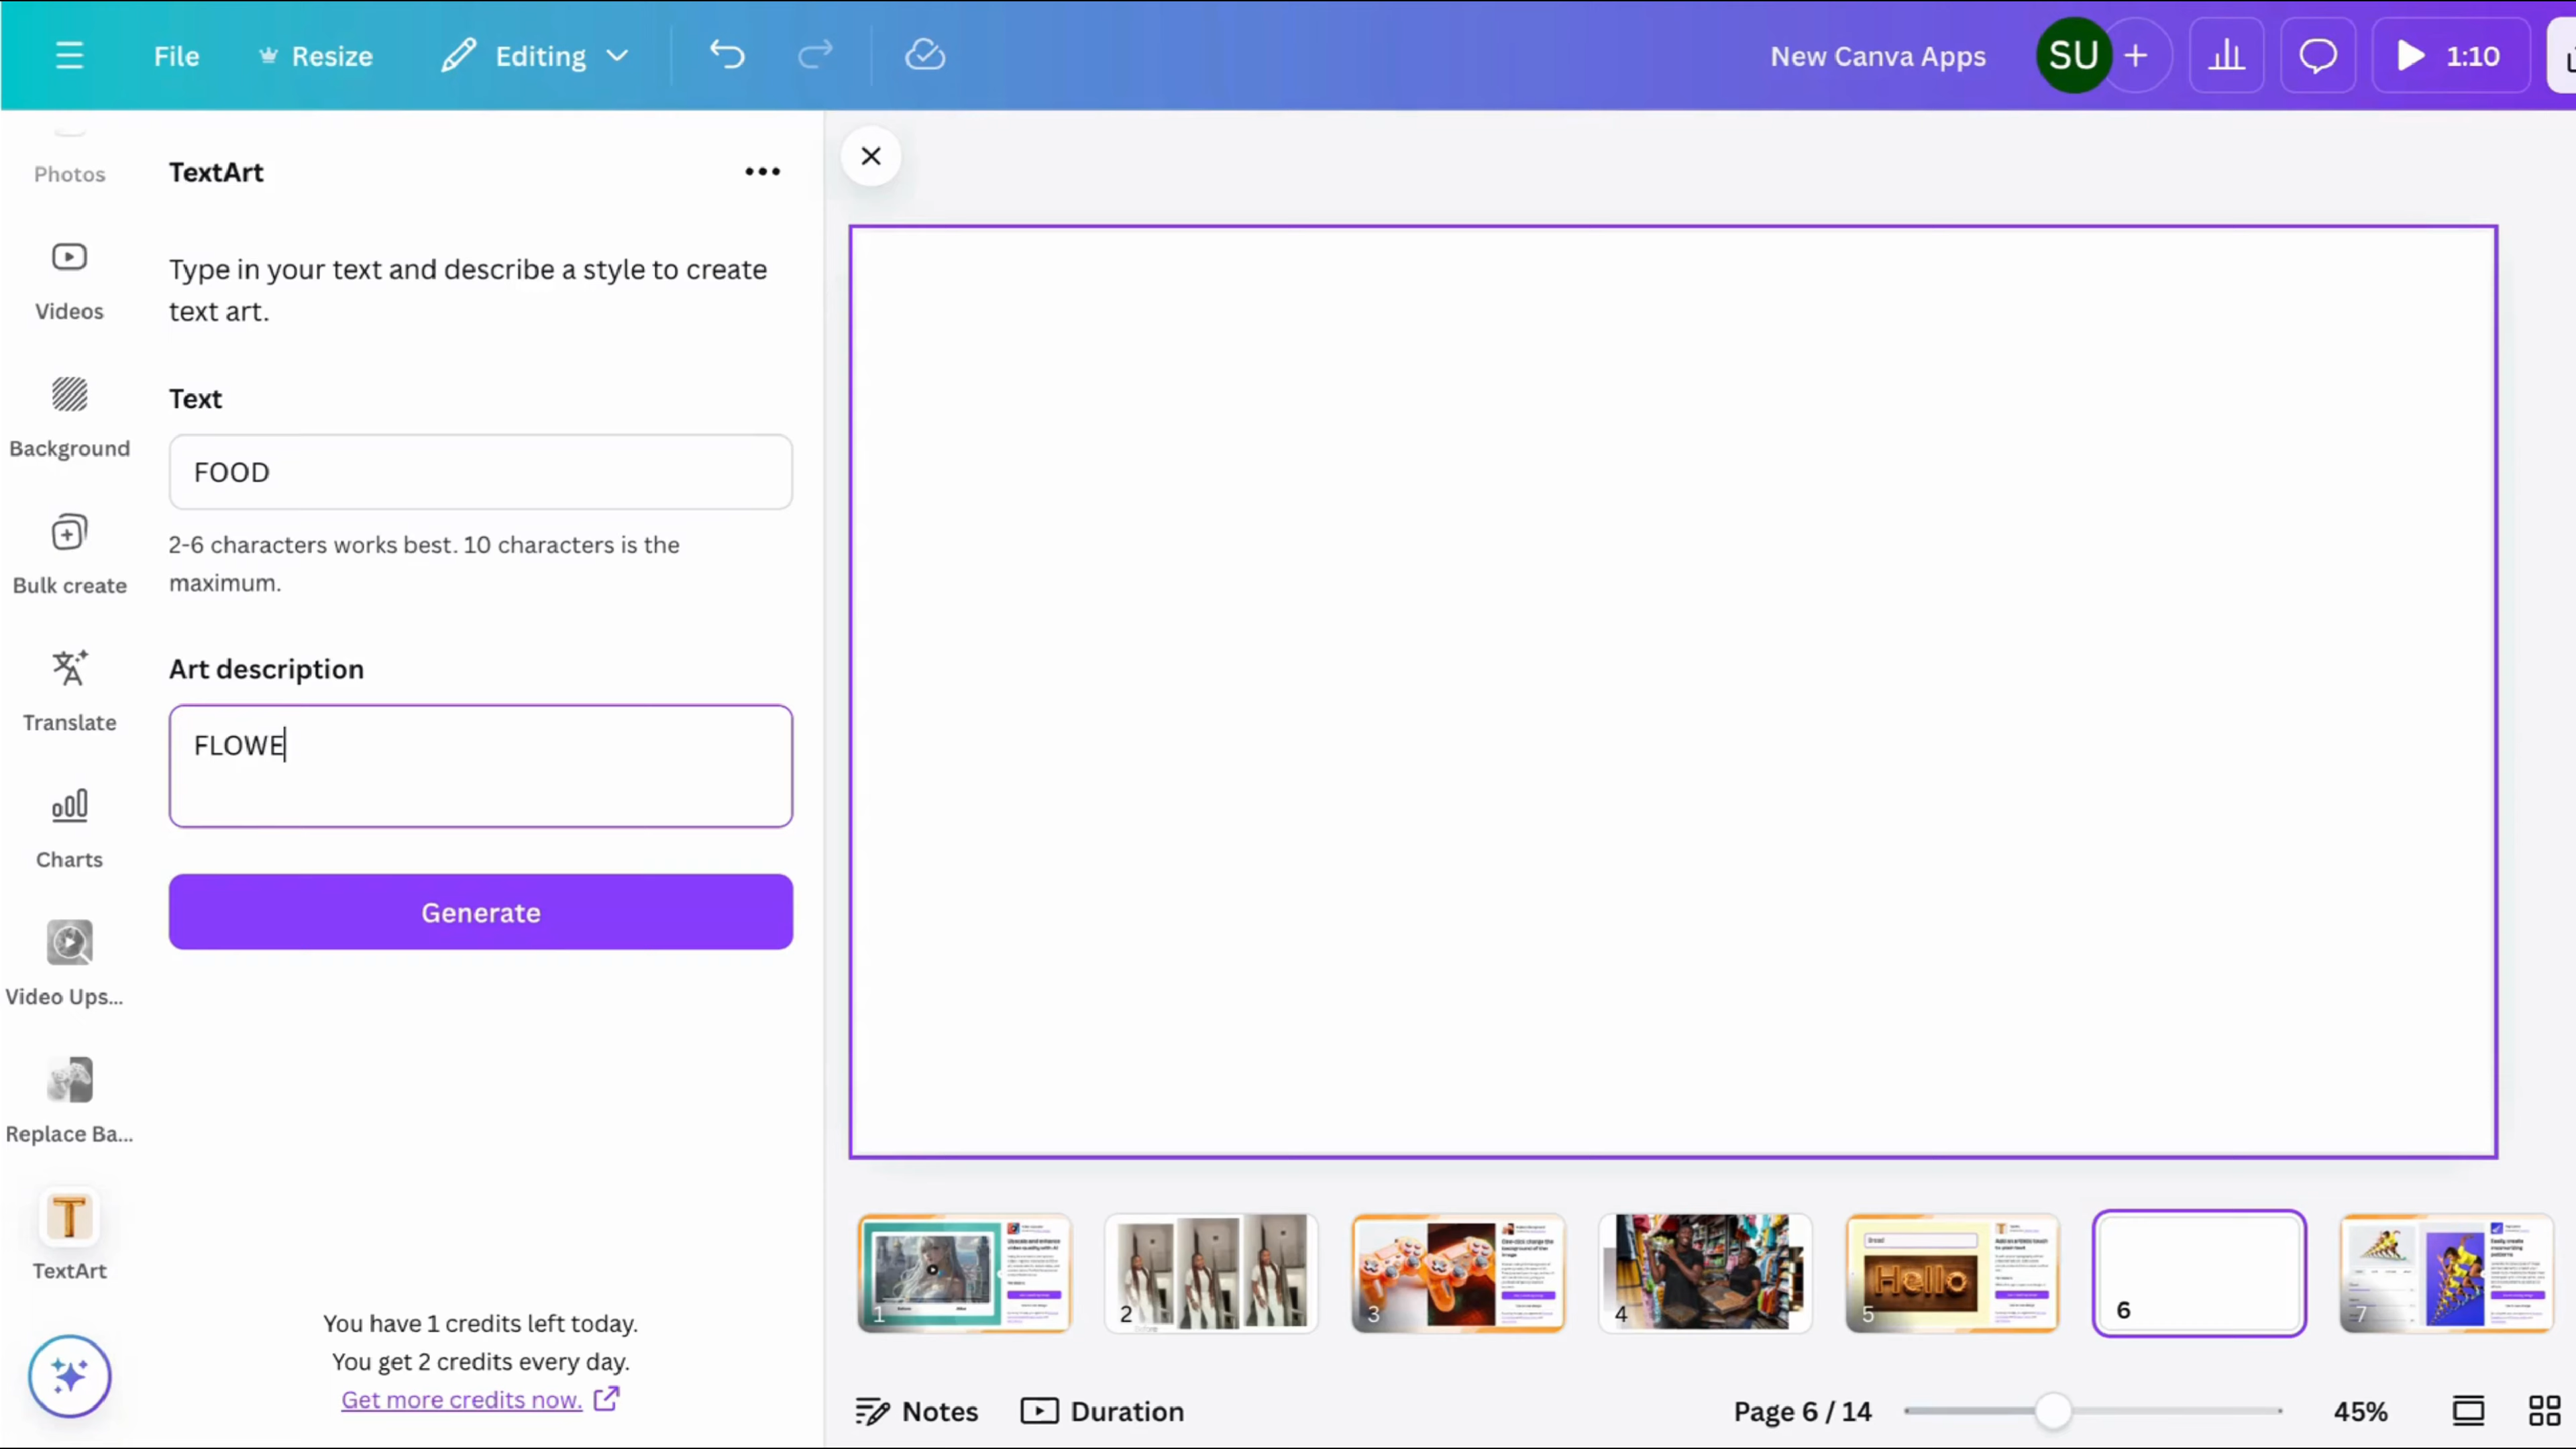 File
Resize
Editing
New Canva Apps
SU
1:10
Photos
Videos
Background
Bulk create
Translate
Charts
Video Ups...
Replace Ba...
TextArt
TextArt
Type in your text and describe a style to create
text art.
Text
FOOD
2-6 characters works best. 10 characters is the
maximum.
Art description
FLOWE
Generate
You have 1 credits left today.
You get 2 credits every day.
Get more credits now.
1
2
3
4
Hello
5
6
7
Notes
Duration
Page 6 / 14
45%